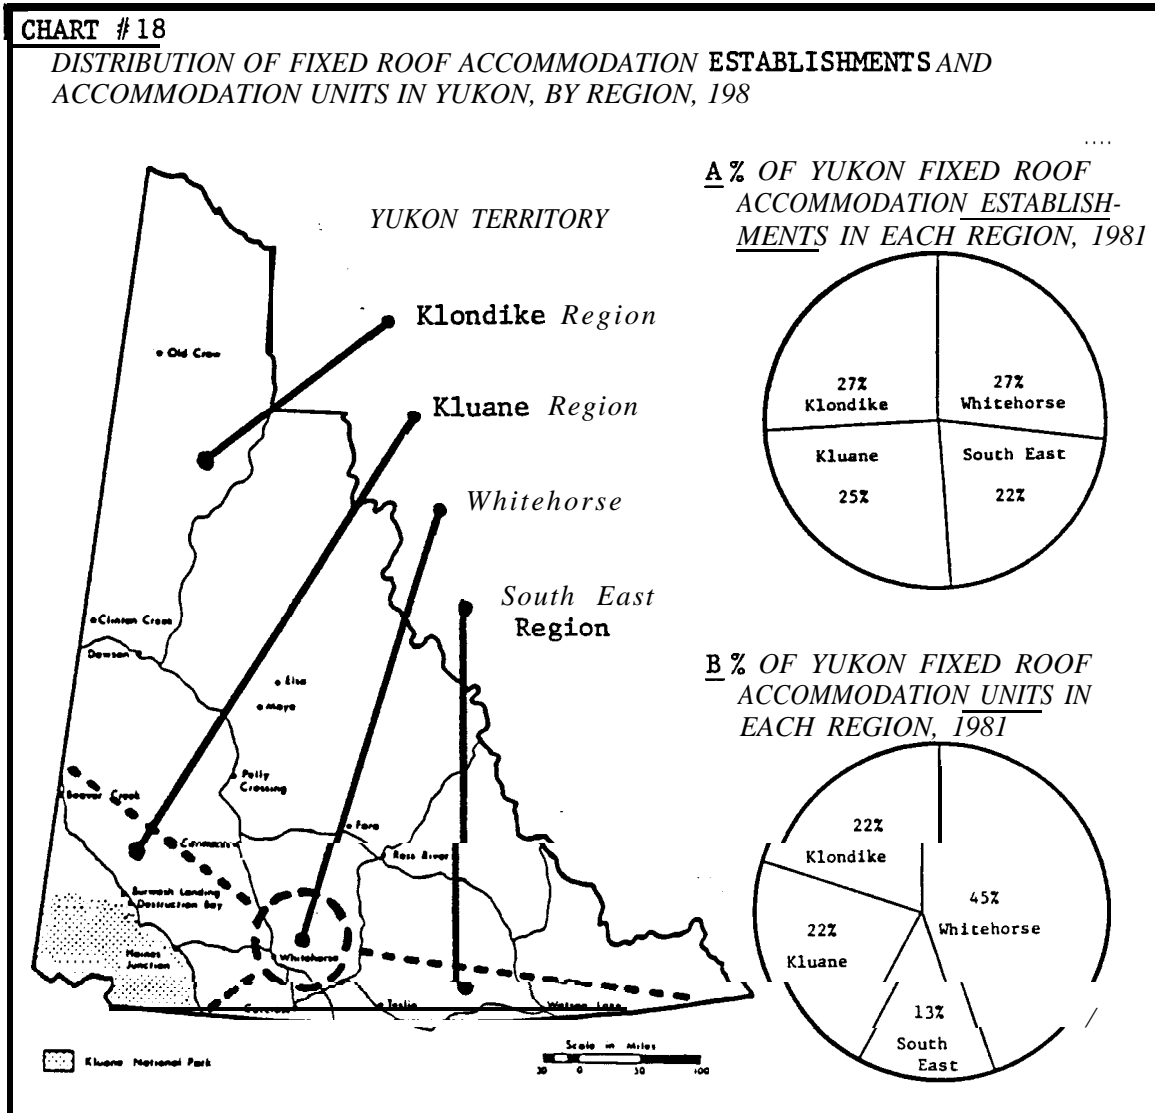 CHART #18
DISTRIBUTION OF FIXED ROOF ACCOMMODATION ESTABLISHMENTS AND
ACCOMMODATION UNITS IN YUKON, BY REGION, 198
YUKON TERRITORY
Klondike Region
Kluane Region
Whitehorse
South East
Region
Old Crow
Clinton Creek
Dawson
Elsa
Mayo
Pelly
Crossing
Beaver Creek
Carmacks
Faro
Ross River
Burwash Landing
Destruction Bay
Haines
Junction
Whitehorse
Teslin
Watson Lake
Kluane National Park
Scale in Miles
50 0 50 100
A % OF YUKON FIXED ROOF
ACCOMMODATION ESTABLISH-
MENTS IN EACH REGION, 1981
27%
Klondike
27%
Whitehorse
Kluane
25%
South East
22%
B % OF YUKON FIXED ROOF
ACCOMMODATION UNITS IN
EACH REGION, 1981
22%
Klondike
45%
Whitehorse
22%
Kluane
13%
South
East